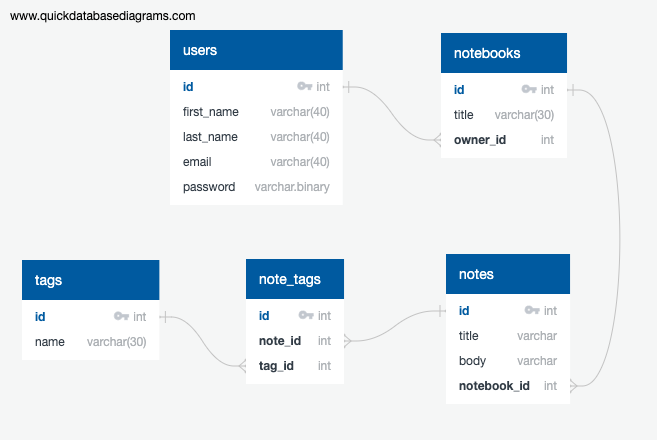 www.quickdatabasediagrams.com
users
id int
first_name varchar(40)
last_name varchar(40)
email varchar(40)
password varchar.binary
notebooks
id int
title varchar(30)
owner_id int
tags
id int
name varchar(30)
note_tags
id int
note_id int
tag_id int
notes
id int
title varchar
body varchar
notebook_id int